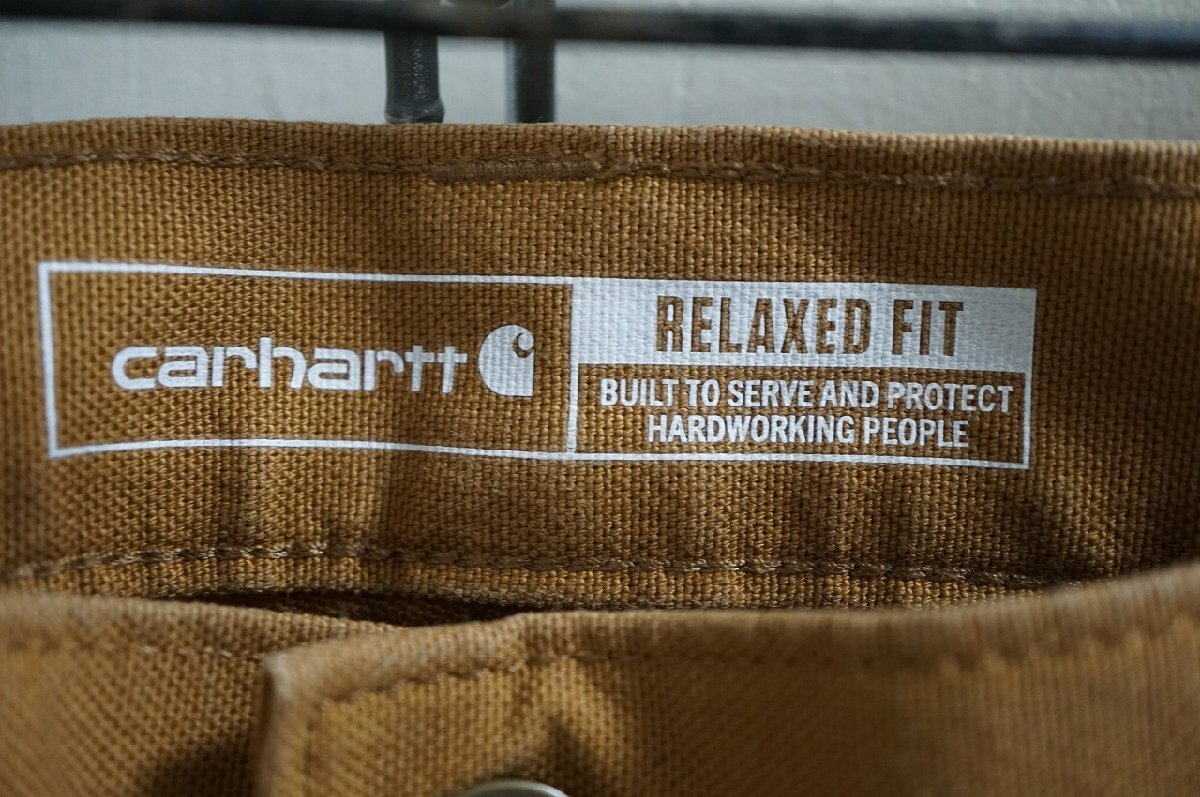 carhartt
RELAXED FIT
BUILT TO SERVE AND PROTECT
HARDWORKING PEOPLE